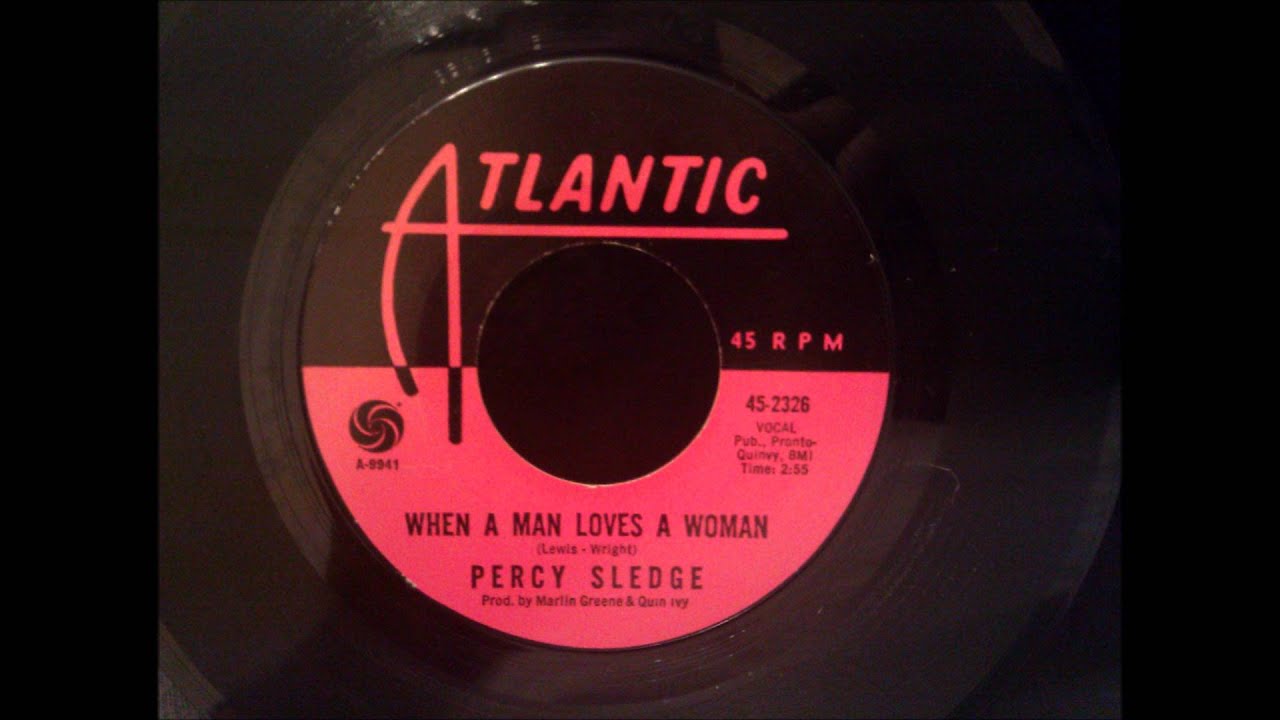 ATLANTIC
45 RPM
45-2326
VOCAL
Pub., Pronto-
Quinvy, BMI
Time: 2:55
A-9941
WHEN A MAN LOVES A WOMAN
(Lewis - Wright)
PERCY SLEDGE
Prod. by Marlin Greene & Quin Ivy